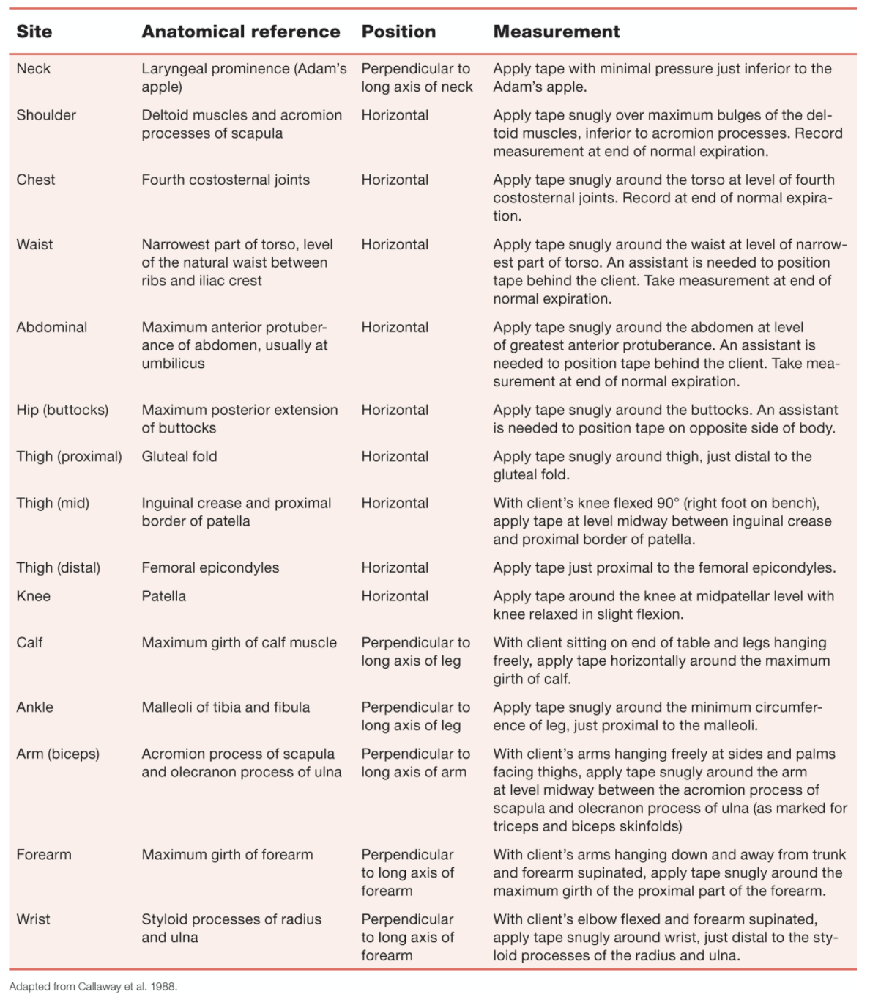 Site Anatomical reference Position Measurement
Neck Laryngeal prominence (Adam’s Perpendicular to Apply tape with minimal pressure just inferior to the
apple) long axis of neck Adam’s apple.
Shoulder Deltoid muscles and acromion Horizontal Apply tape snugly over maximum bulges of the del-
processes of scapula toid muscles, inferior to acromion processes. Record
measurement at end of normal expiration.
Chest Fourth costosternal joints Horizontal Apply tape snugly around the torso at level of fourth
costosternal joints. Record at end of normal expira-
tion.
Waist Narrowest part of torso, level Horizontal Apply tape snugly around the waist at level of narrow-
of the natural waist between est part of torso. An assistant is needed to position
ribs and iliac crest tape behind the client. Take measurement at end of
normal expiration.
Abdominal Maximum anterior protuber- Horizontal Apply tape snugly around the abdomen at level
ance of abdomen, usually at of greatest anterior protuberance. An assistant is
umbilicus needed to position tape behind the client. Take mea-
surement at end of normal expiration.
Hip (buttocks) Maximum posterior extension Horizontal Apply tape snugly around the buttocks. An assistant
of buttocks is needed to position tape on opposite side of body.
Thigh (proximal) Gluteal fold Horizontal Apply tape snugly around thigh, just distal to the
gluteal fold.
Thigh (mid) Inguinal crease and proximal Horizontal With client’s knee flexed 90° (right foot on bench),
border of patella apply tape at level midway between inguinal crease
and proximal border of patella.
Thigh (distal) Femoral epicondyles Horizontal Apply tape just proximal to the femoral epicondyles.
Knee Patella Horizontal Apply tape around the knee at midpatellar level with
knee relaxed in slight flexion.
Calf Maximum girth of calf muscle Perpendicular to With client sitting on end of table and legs hanging
long axis of leg freely, apply tape horizontally around the maximum
girth of calf.
Ankle Malleoli of tibia and fibula Perpendicular to Apply tape snugly around the minimum circumfer-
long axis of leg ence of leg, just proximal to the malleoli.
Arm (biceps) Acromion process of scapula Perpendicular to With client’s arms hanging freely at sides and palms
and olecranon process of ulna long axis of arm facing thighs, apply tape snugly around the arm
at level midway between the acromion process of
scapula and olecranon process of ulna (as marked for
triceps and biceps skinfolds)
Forearm Maximum girth of forearm Perpendicular With client’s arms hanging down and away from trunk
to long axis of and forearm supinated, apply tape snugly around the
forearm maximum girth of the proximal part of the forearm.
Wrist Styloid processes of radius Perpendicular With client’s elbow flexed and forearm supinated,
and ulna to long axis of apply tape snugly around wrist, just distal to the sty-
forearm loid processes of the radius and ulna.
Adapted from Callaway et al. 1988.